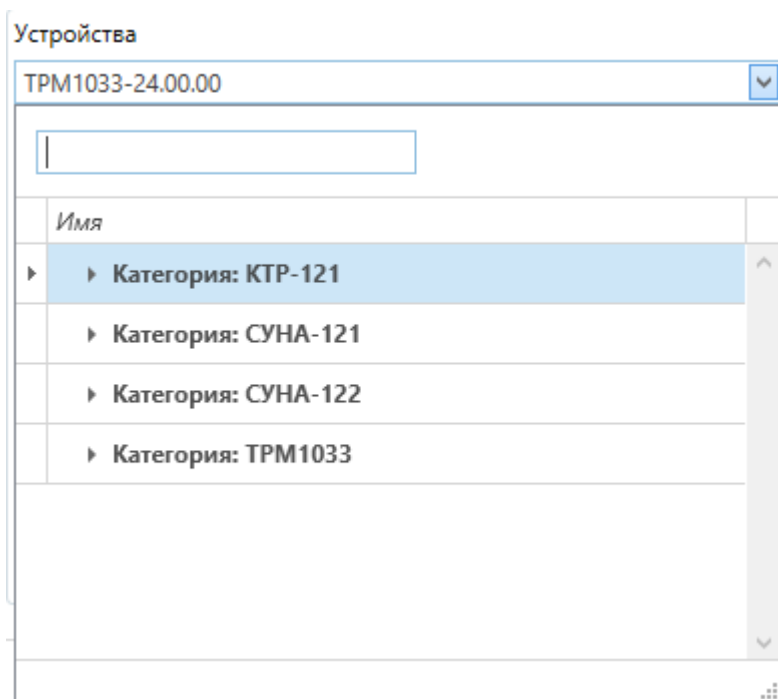 Устройства
ТРМ1033-24.00.00
Имя
Категория: КТР-121
Категория: СУНА-121
Категория: СУНА-122
Категория: ТРМ1033